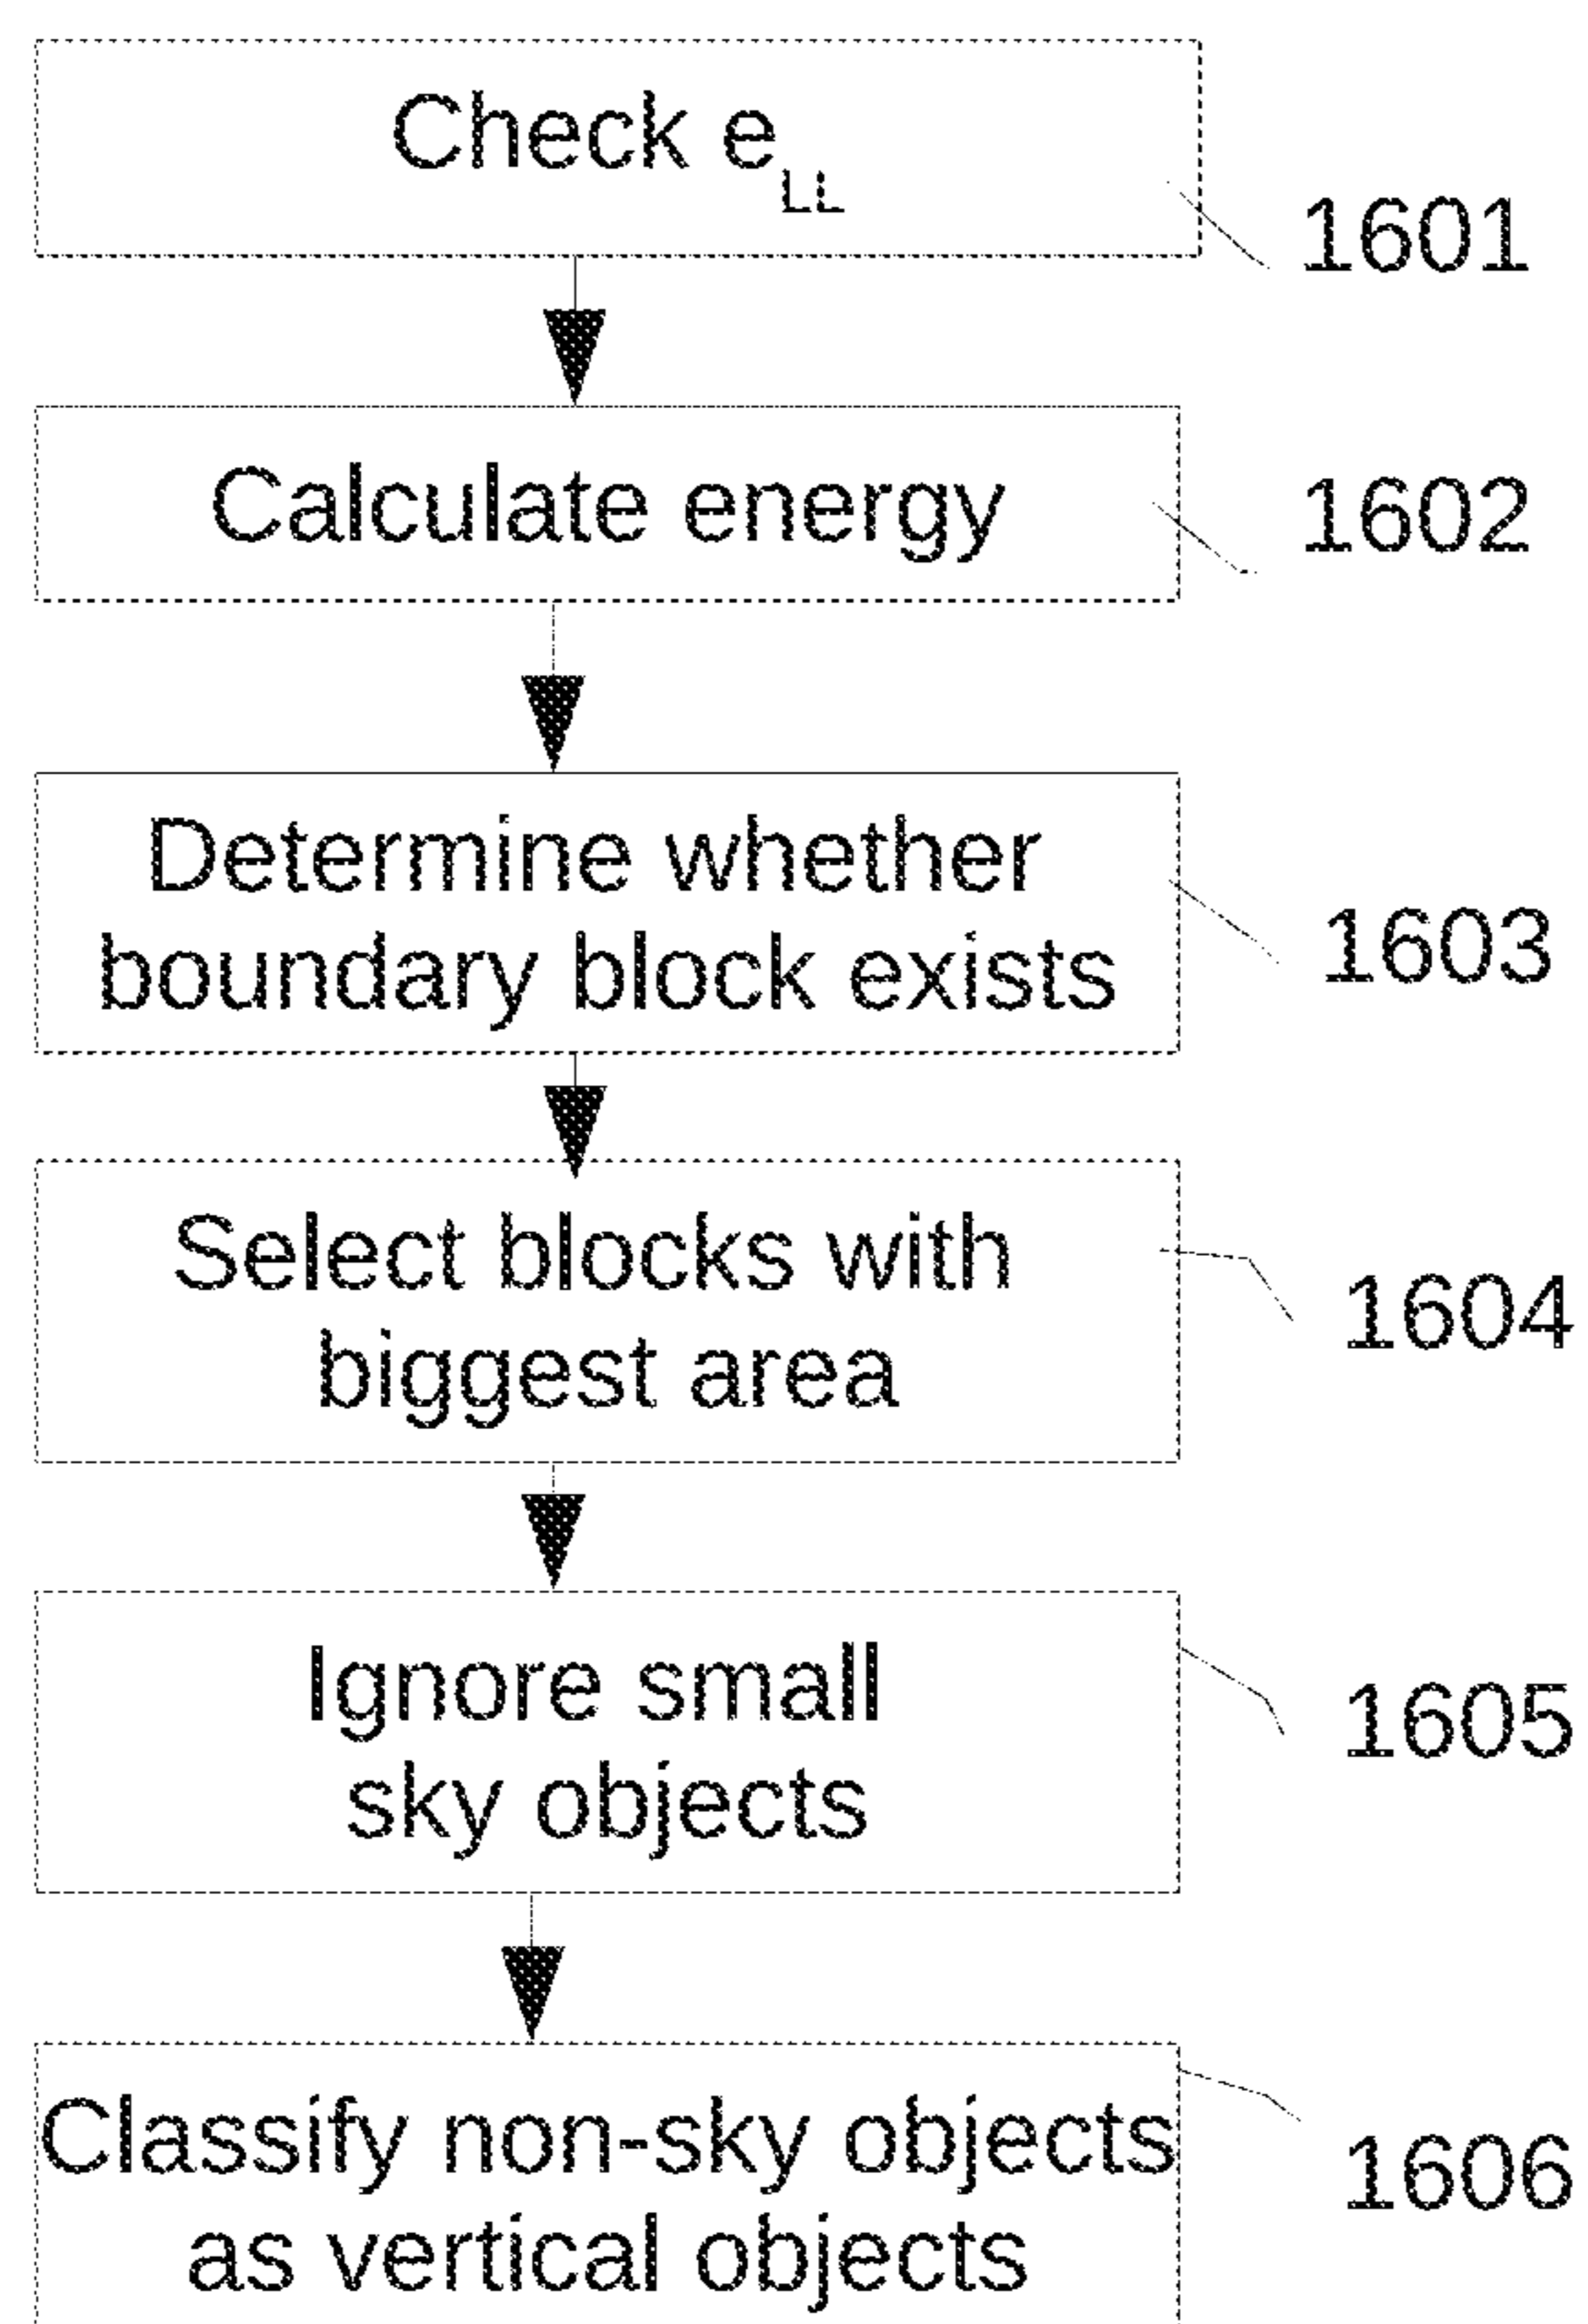 Check eLL
1601
Calculate energy
1602
Determine whether
boundary block exists
1603
Select blocks with
biggest area
1604
Ignore small
sky objects
1605
Classify non-sky objects
as vertical objects
1606